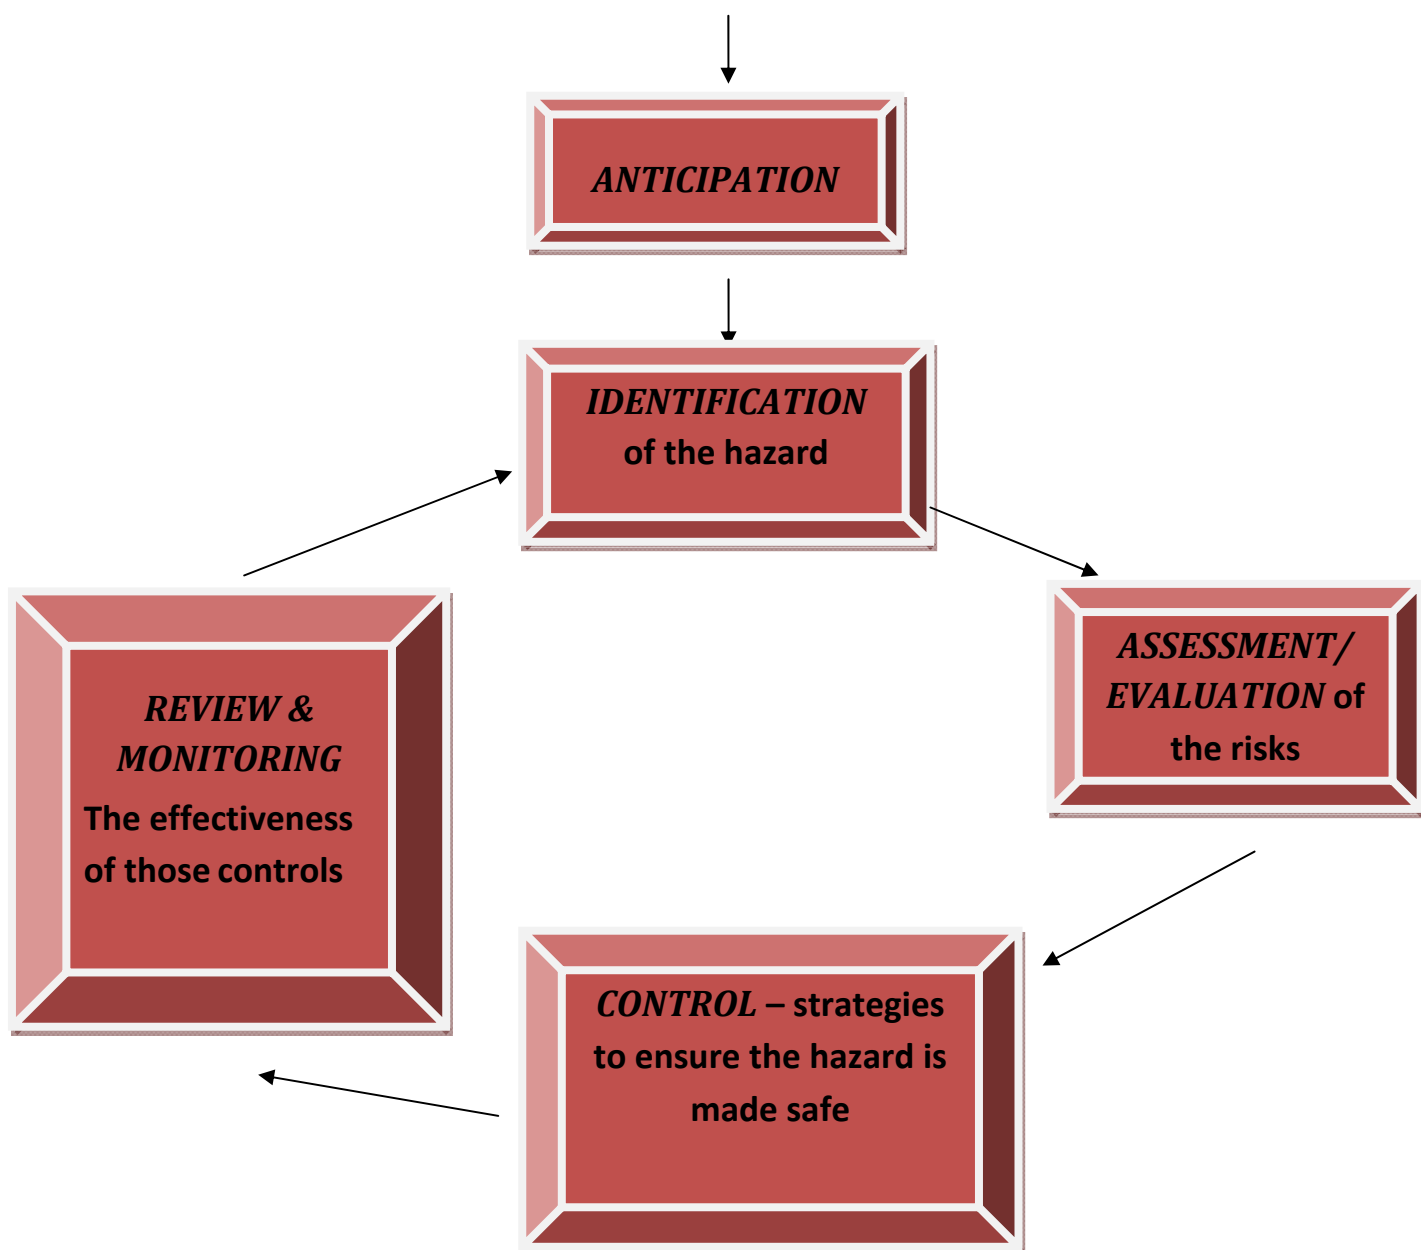 ANTICIPATION
IDENTIFICATION
of the hazard
ASSESSMENT/
EVALUATION of
the risks
CONTROL – strategies
to ensure the hazard is
made safe
REVIEW &
MONITORING
The effectiveness
of those controls